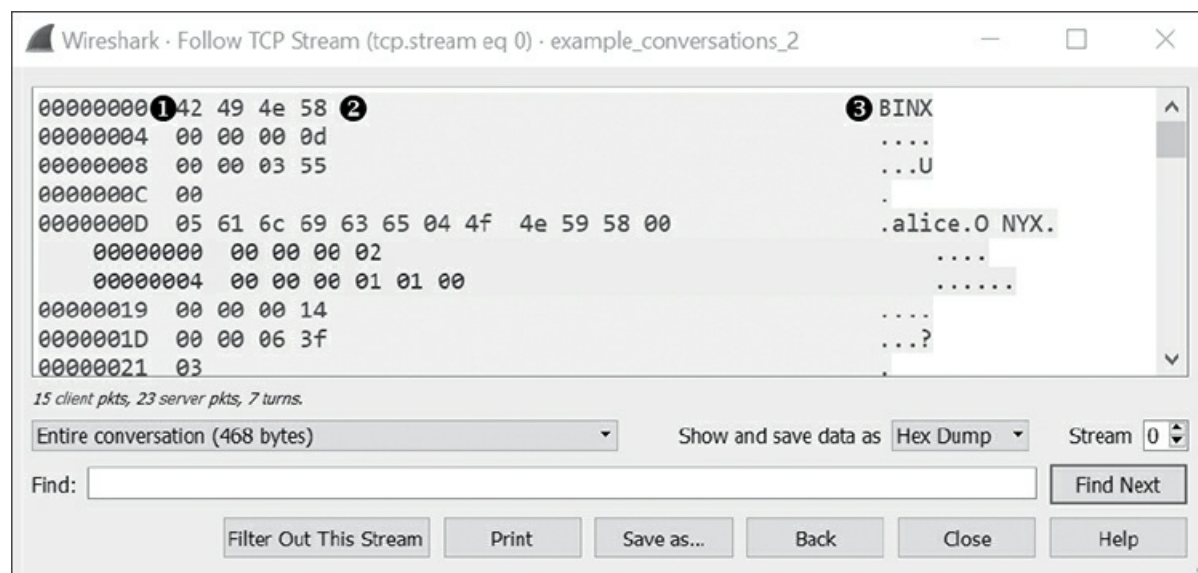 Wireshark · Follow TCP Stream (tcp.stream eq 0) · example_conversations_2
00000000 ❶ 42 49 4e 58 ❷ ❸ BINX
00000004 00 00 00 0d ....
00000008 00 00 03 55 ...U
0000000C 00 .
0000000D 05 61 6c 69 63 65 04 4f 4e 59 58 00 .alice.O NYX.
00000000 00 00 00 02 ....
00000004 00 00 00 01 01 00 ......
00000019 00 00 00 14 ....
0000001D 00 00 06 3f ...?
00000021 03 .
15 client pkts, 23 server pkts, 7 turns.
Entire conversation (468 bytes) Show and save data as Hex Dump Stream 0
Find: Find Next
Filter Out This Stream Print Save as... Back Close Help